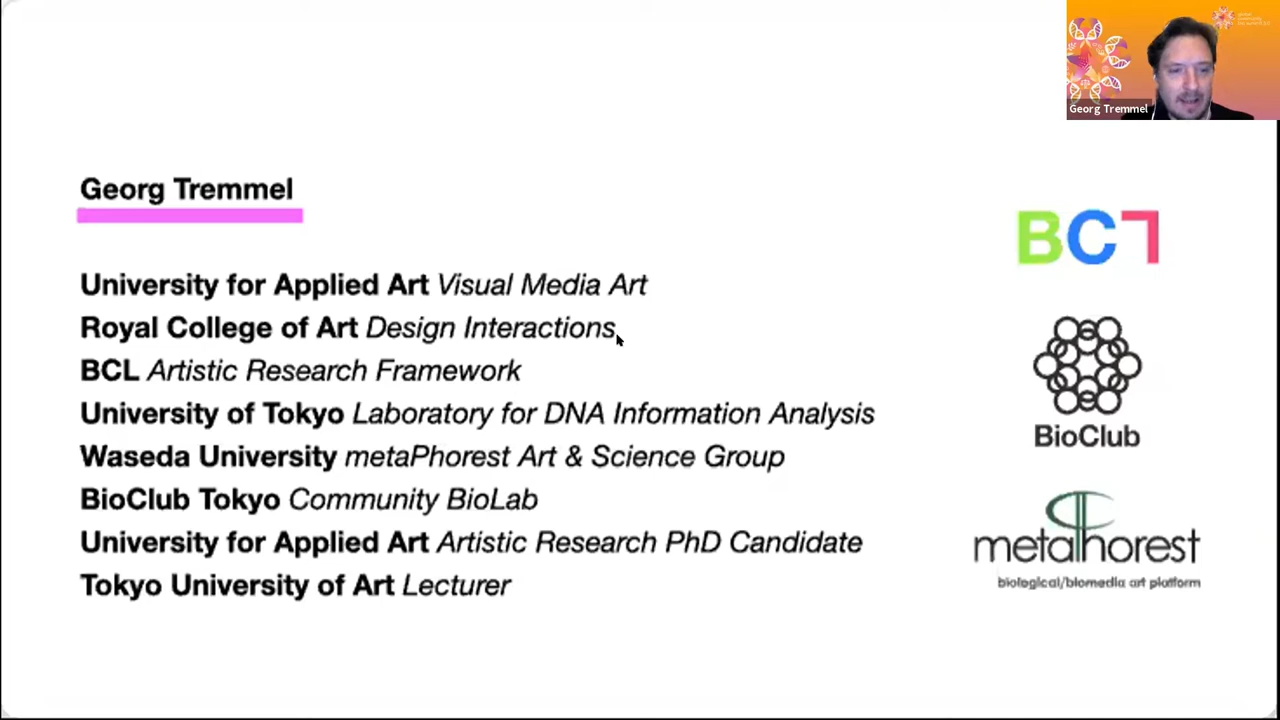 Georg Tremmel
Georg Tremmel
University for Applied Art Visual Media Art
Royal College of Art Design Interactions
BCL Artistic Research Framework
University of Tokyo Laboratory for DNA Information Analysis
Waseda University metaPhorest Art & Science Group
BioClub Tokyo Community BioLab
University for Applied Art Artistic Research PhD Candidate
Tokyo University of Art Lecturer
BCL
BioClub
metaPhorest
biological/biomedia art platform